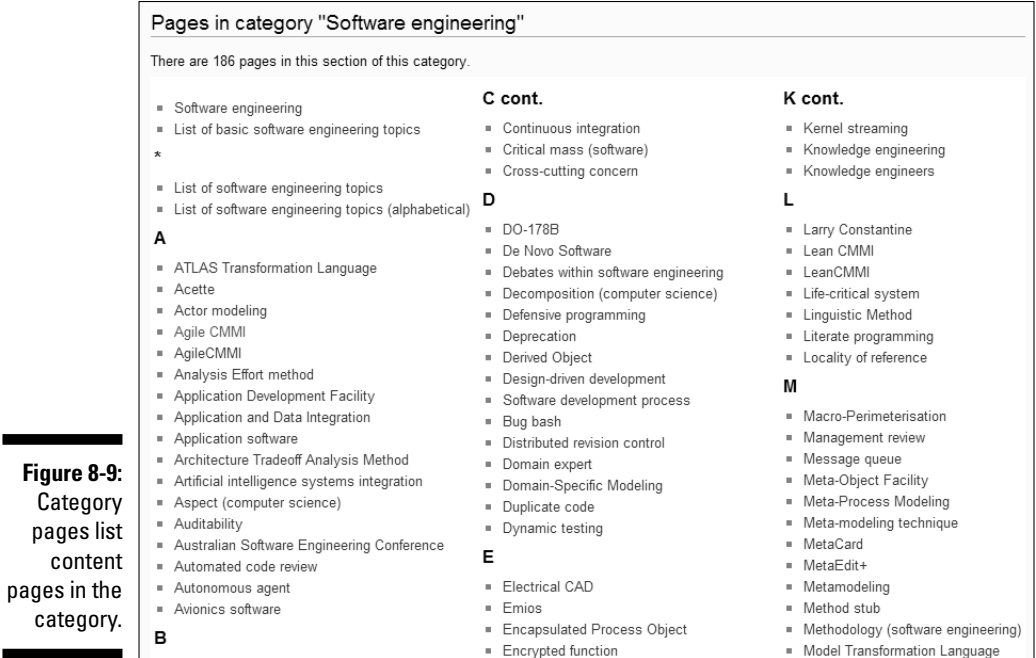 Pages in category "Software engineering"
There are 186 pages in this section of this category.
Software engineering
List of basic software engineering topics
*
List of software engineering topics
List of software engineering topics (alphabetical)
A
ATLAS Transformation Language
Acette
Actor modeling
Agile CMMI
AgileCMMI
Analysis Effort method
Application Development Facility
Application and Data Integration
Application software
Architecture Tradeoff Analysis Method
Artificial intelligence systems integration
Aspect (computer science)
Auditability
Australian Software Engineering Conference
Automated code review
Autonomous agent
Avionics software
B
C cont.
Continuous integration
Critical mass (software)
Cross-cutting concern
D
DO-178B
De Novo Software
Debates within software engineering
Decomposition (computer science)
Defensive programming
Deprecation
Derived Object
Design-driven development
Software development process
Bug bash
Distributed revision control
Domain expert
Domain-Specific Modeling
Duplicate code
Dynamic testing
E
Electrical CAD
Emios
Encapsulated Process Object
Encrypted function
K cont.
Kernel streaming
Knowledge engineering
Knowledge engineers
L
Larry Constantine
Lean CMMI
LeanCMMI
Life-critical system
Linguistic Method
Literate programming
Locality of reference
M
Macro-Perimeterisation
Management review
Message queue
Meta-Object Facility
Meta-Process Modeling
Meta-modeling technique
MetaCard
MetaEdit+
Metamodeling
Method stub
Methodology (software engineering)
Model Transformation Language
Figure 8-9:
Category
pages list
content
pages in the
category.